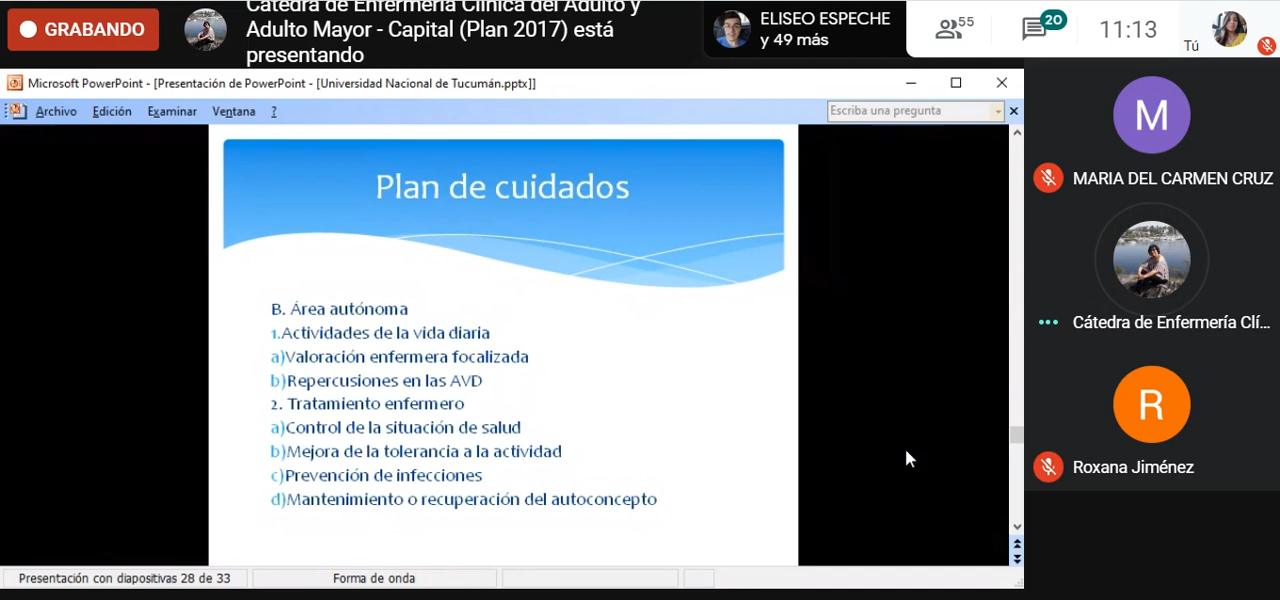 GRABANDO
Cátedra de Enfermería Clínica del Adulto y
Adulto Mayor - Capital (Plan 2017) está
presentando
ELISEO ESPECHE
y 49 más
55
20
11:13
Tú
Microsoft PowerPoint - [Presentación de PowerPoint - [Universidad Nacional de Tucumán.pptx]]
Archivo Edición Examinar Ventana ?
Escriba una pregunta
Plan de cuidados
B. Área autónoma
1.Actividades de la vida diaria
a)Valoración enfermera focalizada
b)Repercusiones en las AVD
2. Tratamiento enfermero
a)Control de la situación de salud
b)Mejora de la tolerancia a la actividad
c)Prevención de infecciones
d)Mantenimiento o recuperación del autoconcepto
Presentación con diapositivas 28 de 33
Forma de onda
M
MARIA DEL CARMEN CRUZ
Cátedra de Enfermería Clí...
R
Roxana Jiménez